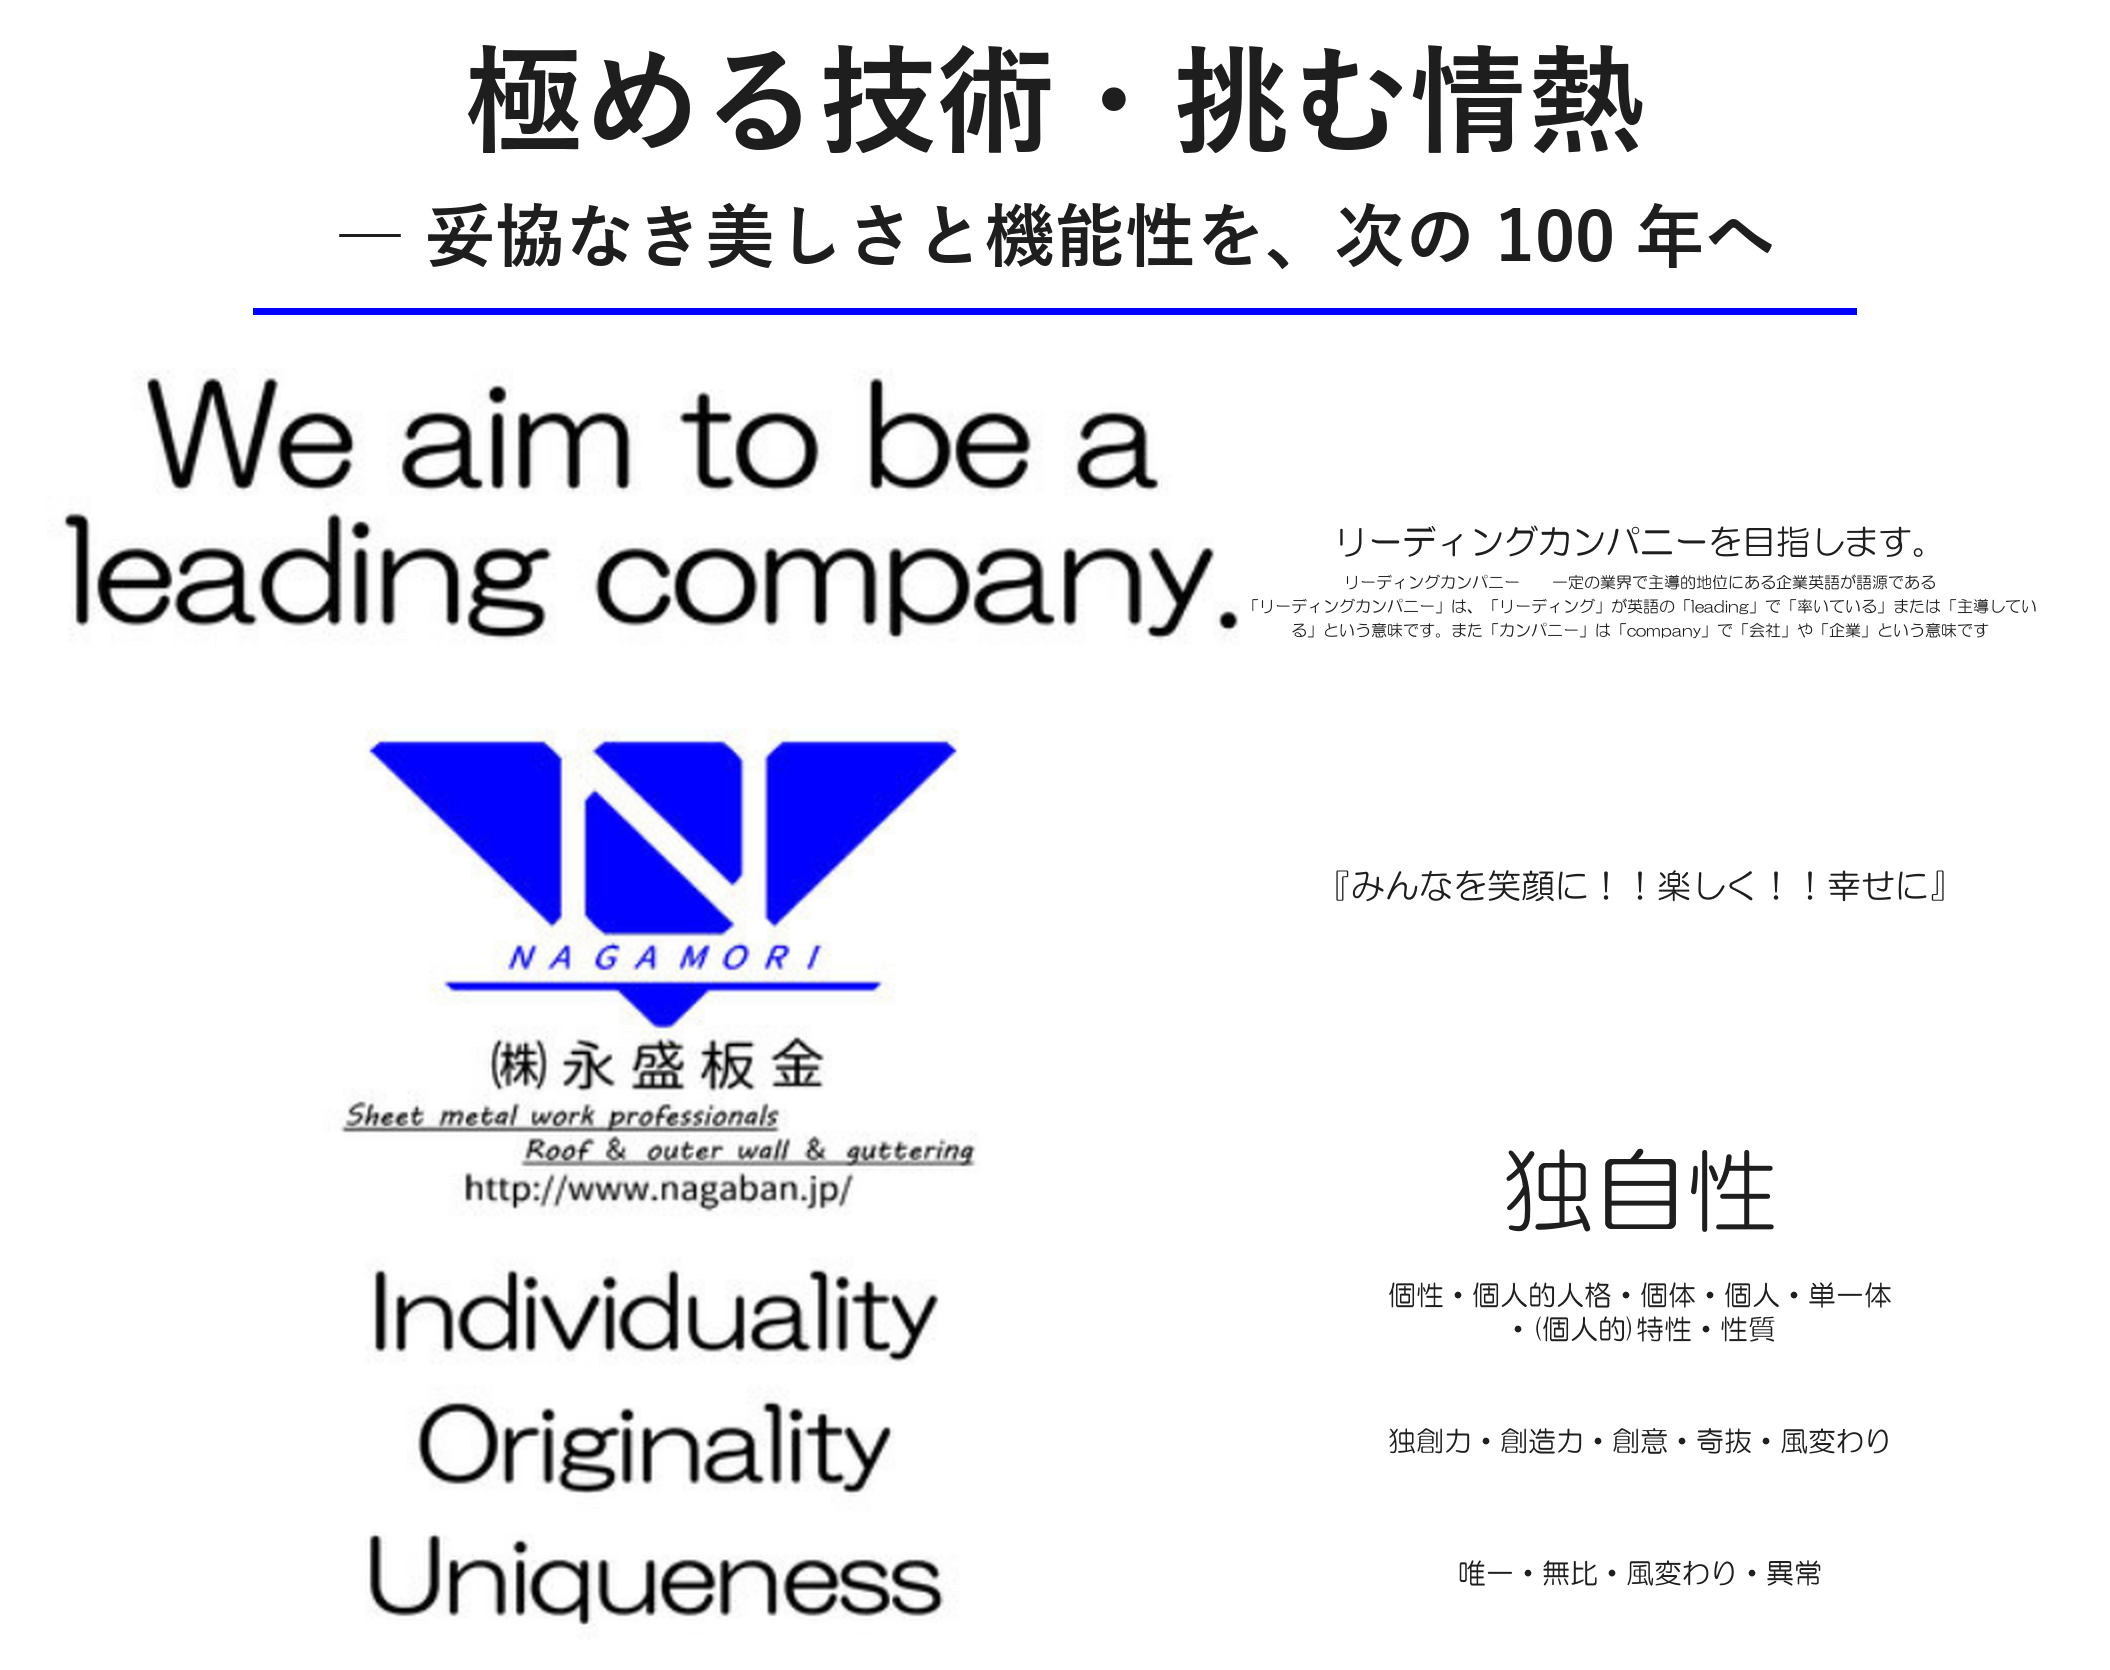 極める技術・挑む情熱
― 妥協なき美しさと機能性を、次の 100 年へ
We aim to be a
leading company.
リーディングカンパニーを目指します。
リーディングカンパニー　　一定の業界で主導的地位にある企業英語が語源である
「リーディングカンパニー」は、「リーディング」が英語の「leading」で「率いている」または「主導してい
る」という意味です。また「カンパニー」は「company」で「会社」や「企業」という意味です
NAGAMORI
㈱永盛板金
Sheet metal work professionals
Roof & outer wall & guttering
http://www.nagaban.jp/
『みんなを笑顔に！！楽しく！！幸せに』
独自性
Individuality
個性・個人的人格・個体・個人・単一体
・(個人的)特性・性質
Originality
独創力・創造力・創意・奇抜・風変わり
Uniqueness
唯一・無比・風変わり・異常